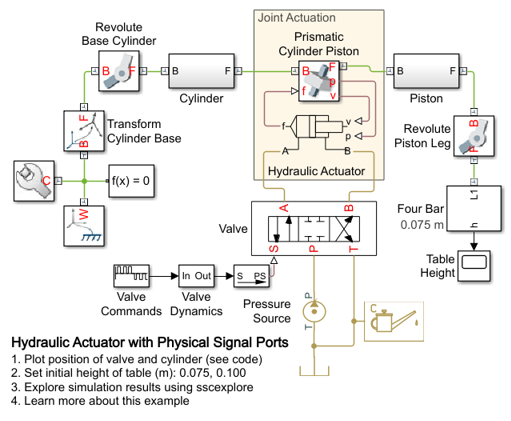 Joint Actuation
Revolute
Base Cylinder
B F
Prismatic
Cylinder Piston
B F
f p
v
B F
Cylinder
B F
Piston
F
B
Transform
Cylinder Base
Revolute
Piston Leg
B
F
f
v
p
A B
Hydraulic Actuator
C
f(x) = 0
W
Valve
A B
S P T
L1
h
Four Bar
0.075 m
Table
Height
Valve
Commands
In Out
Valve
Dynamics
S PS
Pressure
Source
P
T
C
Hydraulic Actuator with Physical Signal Ports
1. Plot position of valve and cylinder (see code)
2. Set initial height of table (m): 0.075, 0.100
3. Explore simulation results using sscexplore
4. Learn more about this example